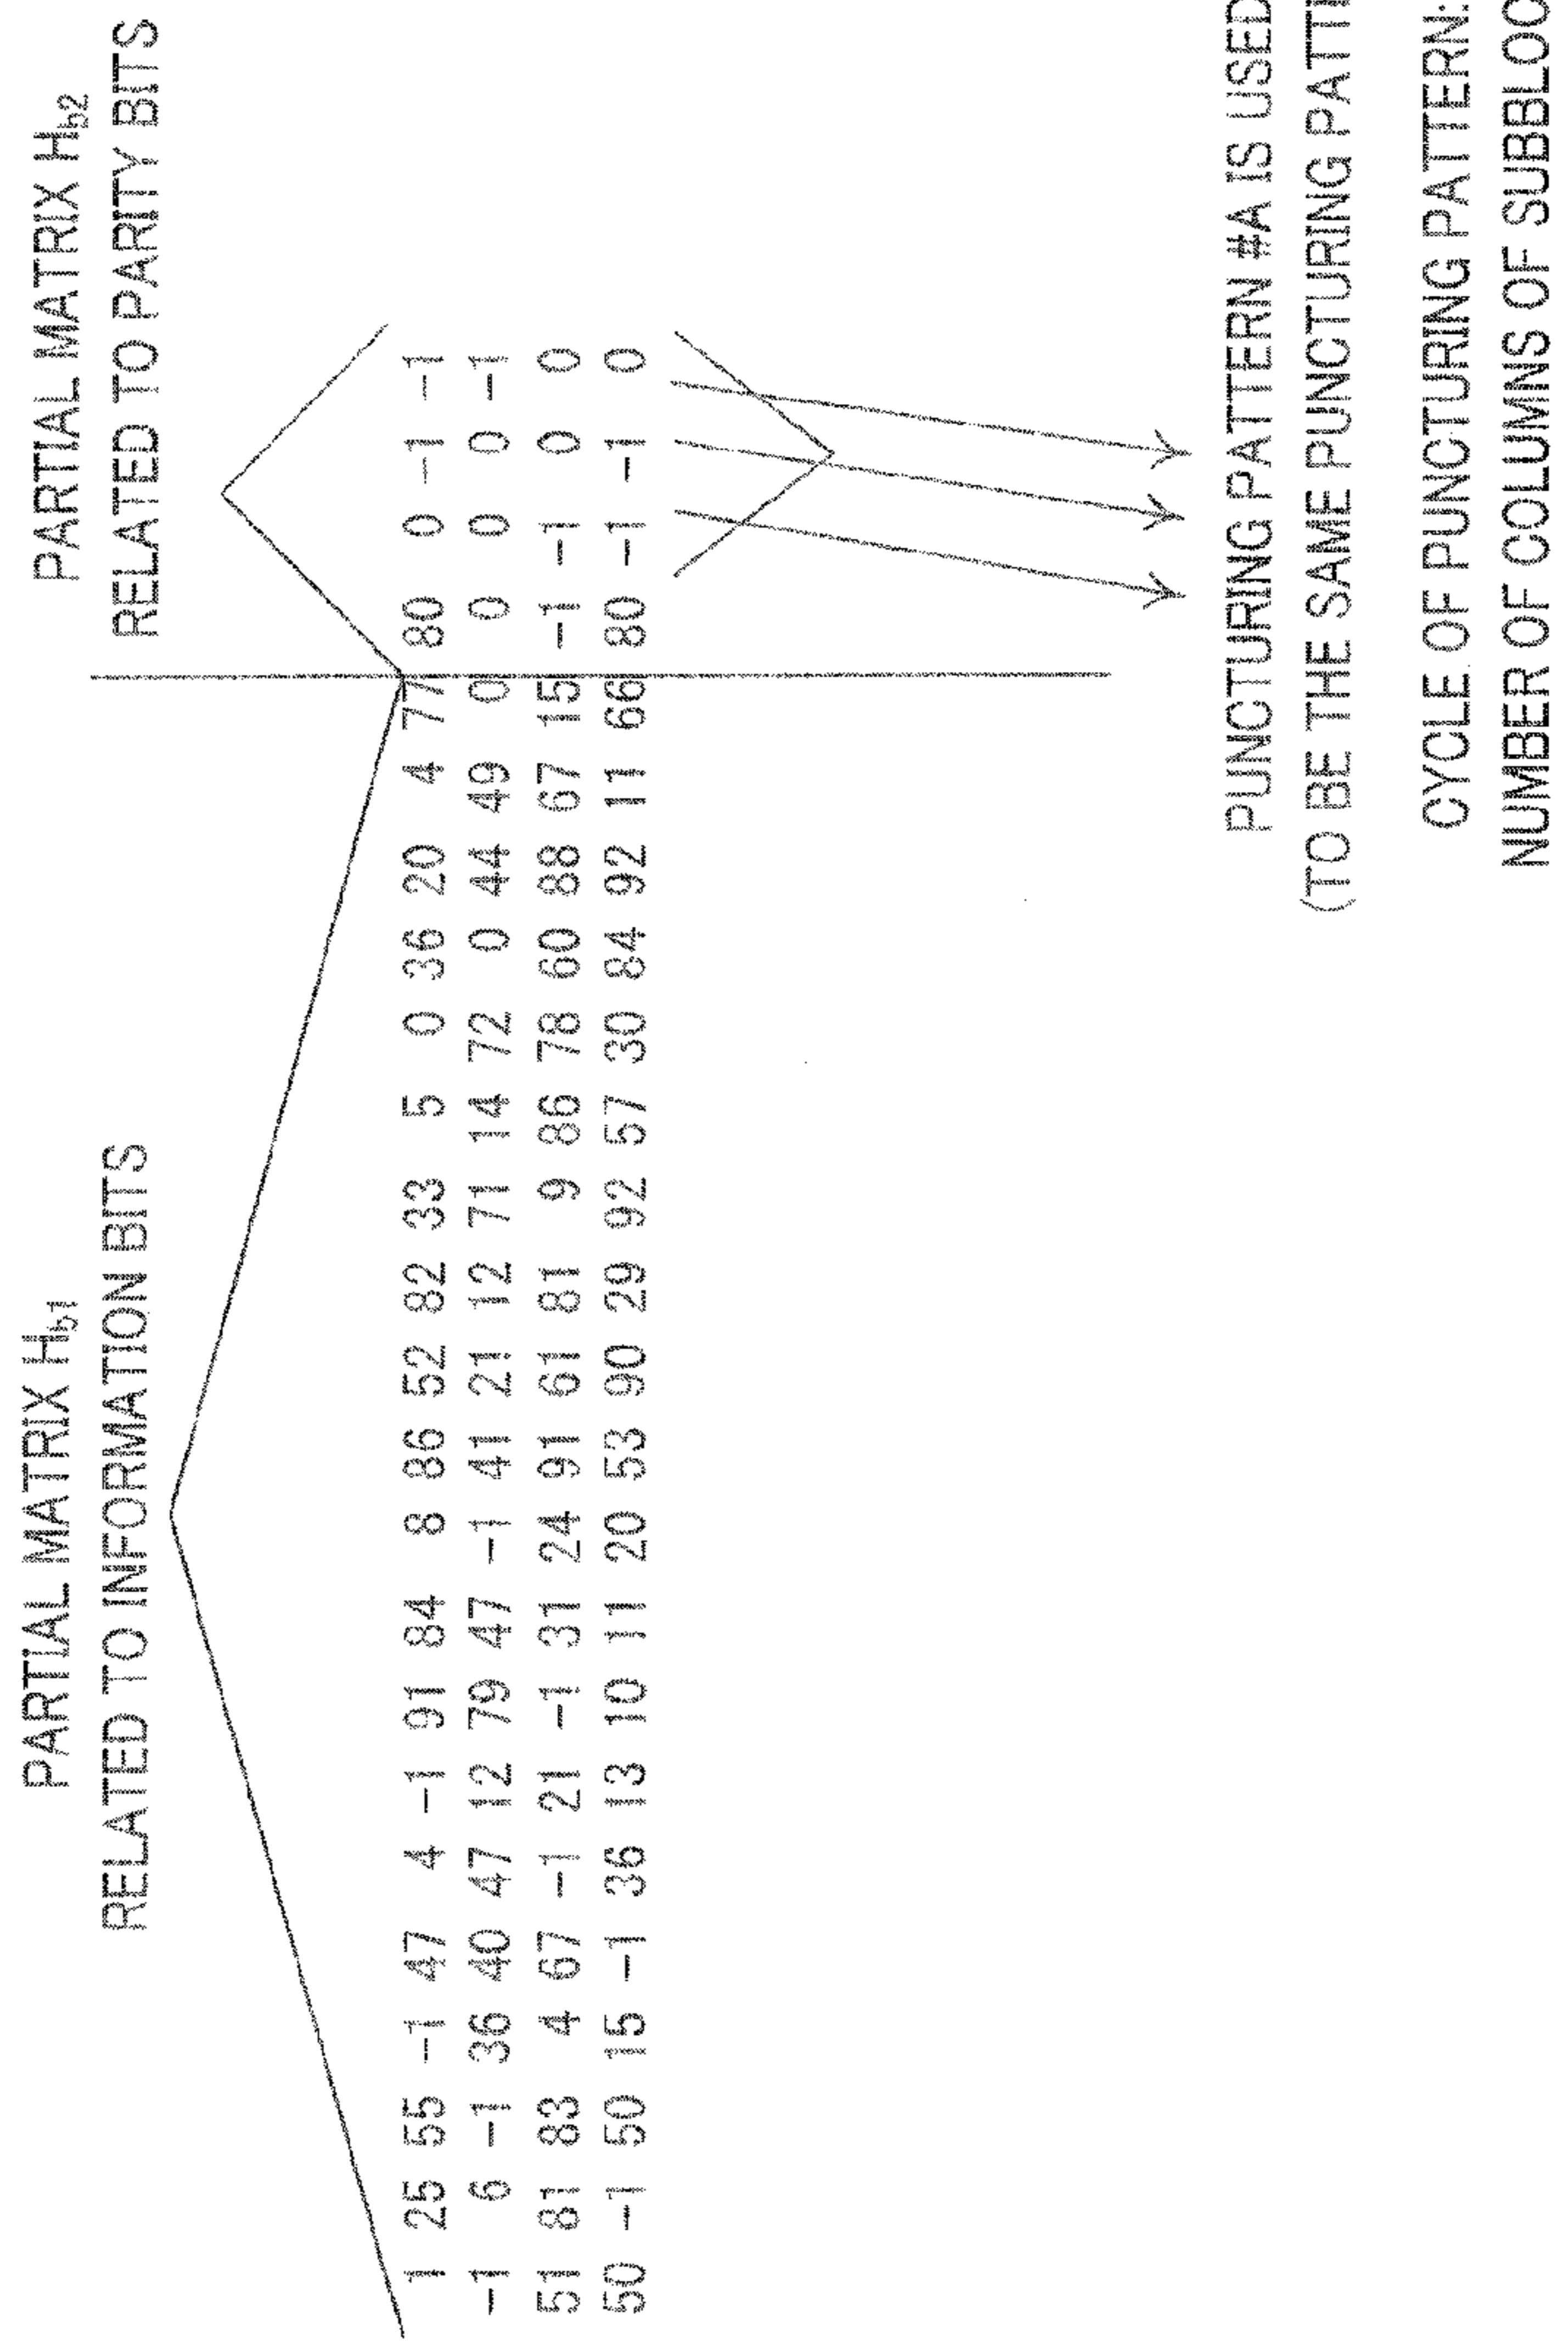 PARTIAL MATRIX Hb1
RELATED TO INFORMATION BITS
PARTIAL MATRIX Hb2
RELATED TO PARITY BITS
1 25 55 −1 47 4 −1 91 84 8 86 52 82 33 5 0 36 20 4 77 80 0 −1 −1
−1 6 −1 36 40 47 12 79 47 −1 41 21 12 71 14 72 0 44 49 0 0 0 0 −1
51 81 83 4 67 −1 21 −1 31 24 91 61 81 9 86 78 60 88 67 15 −1 −1 0 0
50 −1 50 15 −1 36 13 10 11 20 53 90 29 92 57 30 84 92 11 66 80 −1 −1 0
PUNCTURING PATTERN #A IS USED
(TO BE THE SAME PUNCTURING
CYCLE OF PUNCTURING PATTERN:
NUMBER OF COLUMNS OF SUBBLOC